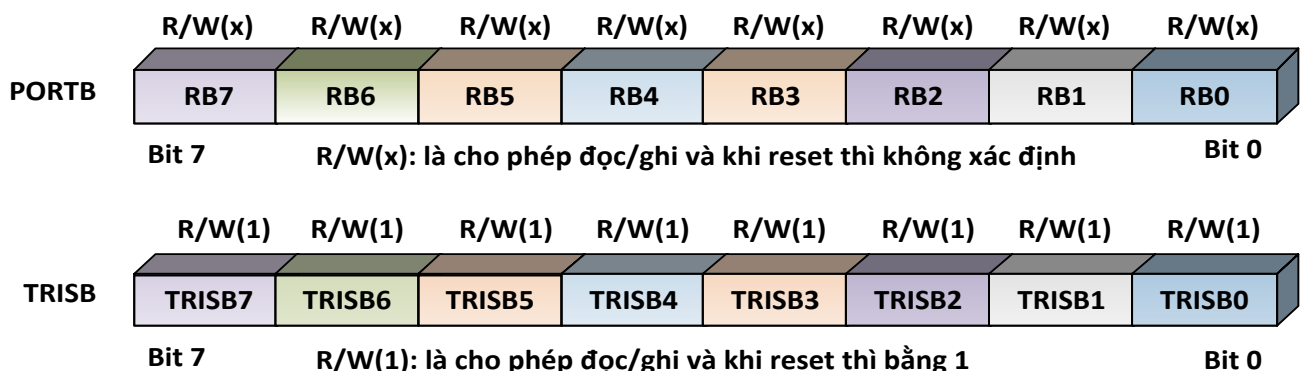 R/W(x) R/W(x) R/W(x) R/W(x) R/W(x) R/W(x) R/W(x) R/W(x)
PORTB RB7 RB6 RB5 RB4 RB3 RB2 RB1 RB0
Bit 7 R/W(x): là cho phép đọc/ghi và khi reset thì không xác định Bit 0
R/W(1) R/W(1) R/W(1) R/W(1) R/W(1) R/W(1) R/W(1) R/W(1)
TRISB TRISB7 TRISB6 TRISB5 TRISB4 TRISB3 TRISB2 TRISB1 TRISB0
Bit 7 R/W(1): là cho phép đọc/ghi và khi reset thì bằng 1 Bit 0